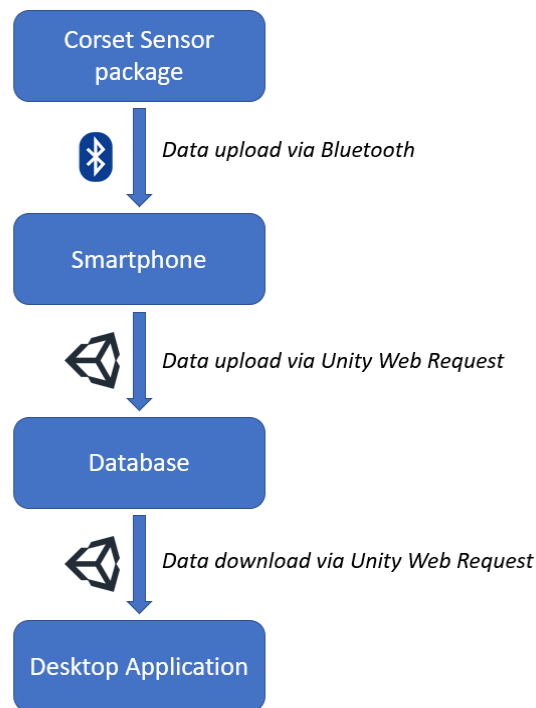 Corset Sensor
package
Data upload via Bluetooth
Smartphone
Data upload via Unity Web Request
Database
Data download via Unity Web Request
Desktop Application